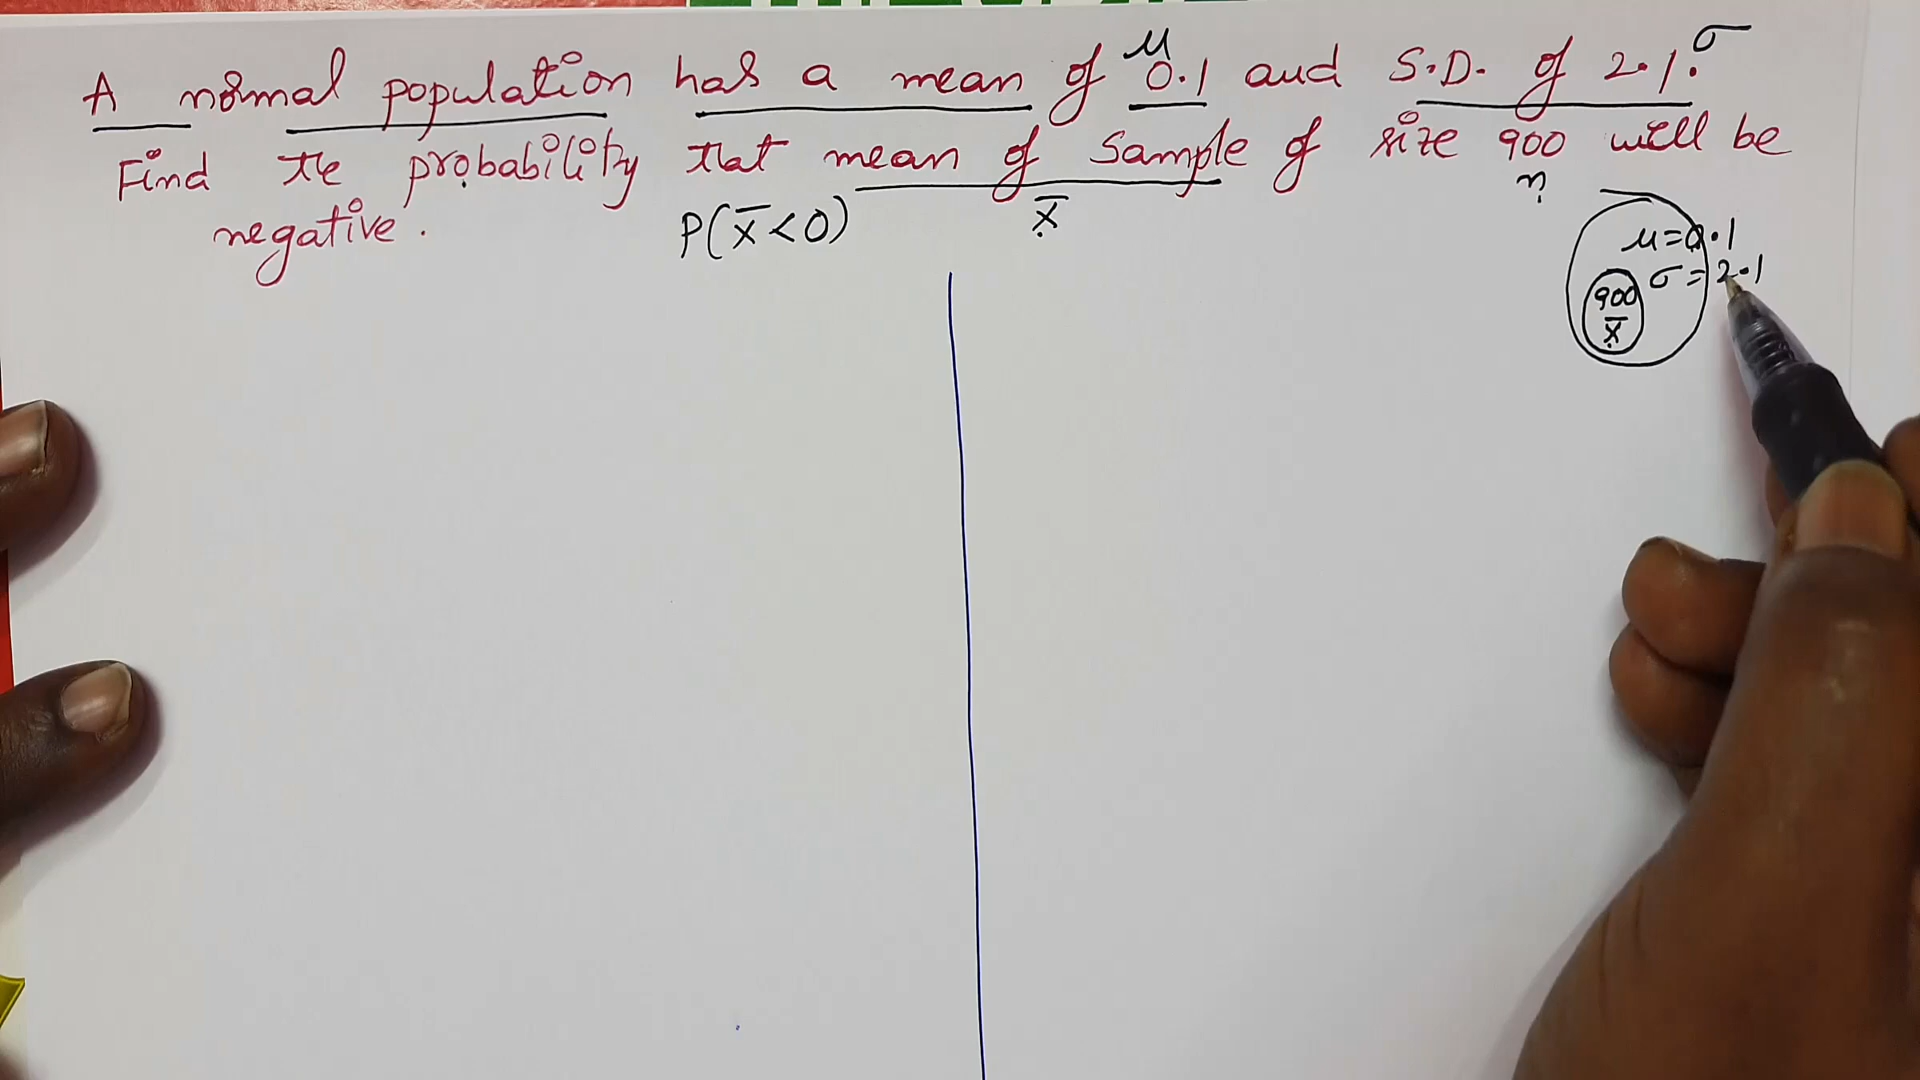 A normal population has a mean of 0.1 and S.D. of 2.1.
μ
σ
Find the probability that mean of sample of size 900 will be
negative.
P(x̄<0)
x̄
n
μ=0.1
σ=2.1
900
x̄